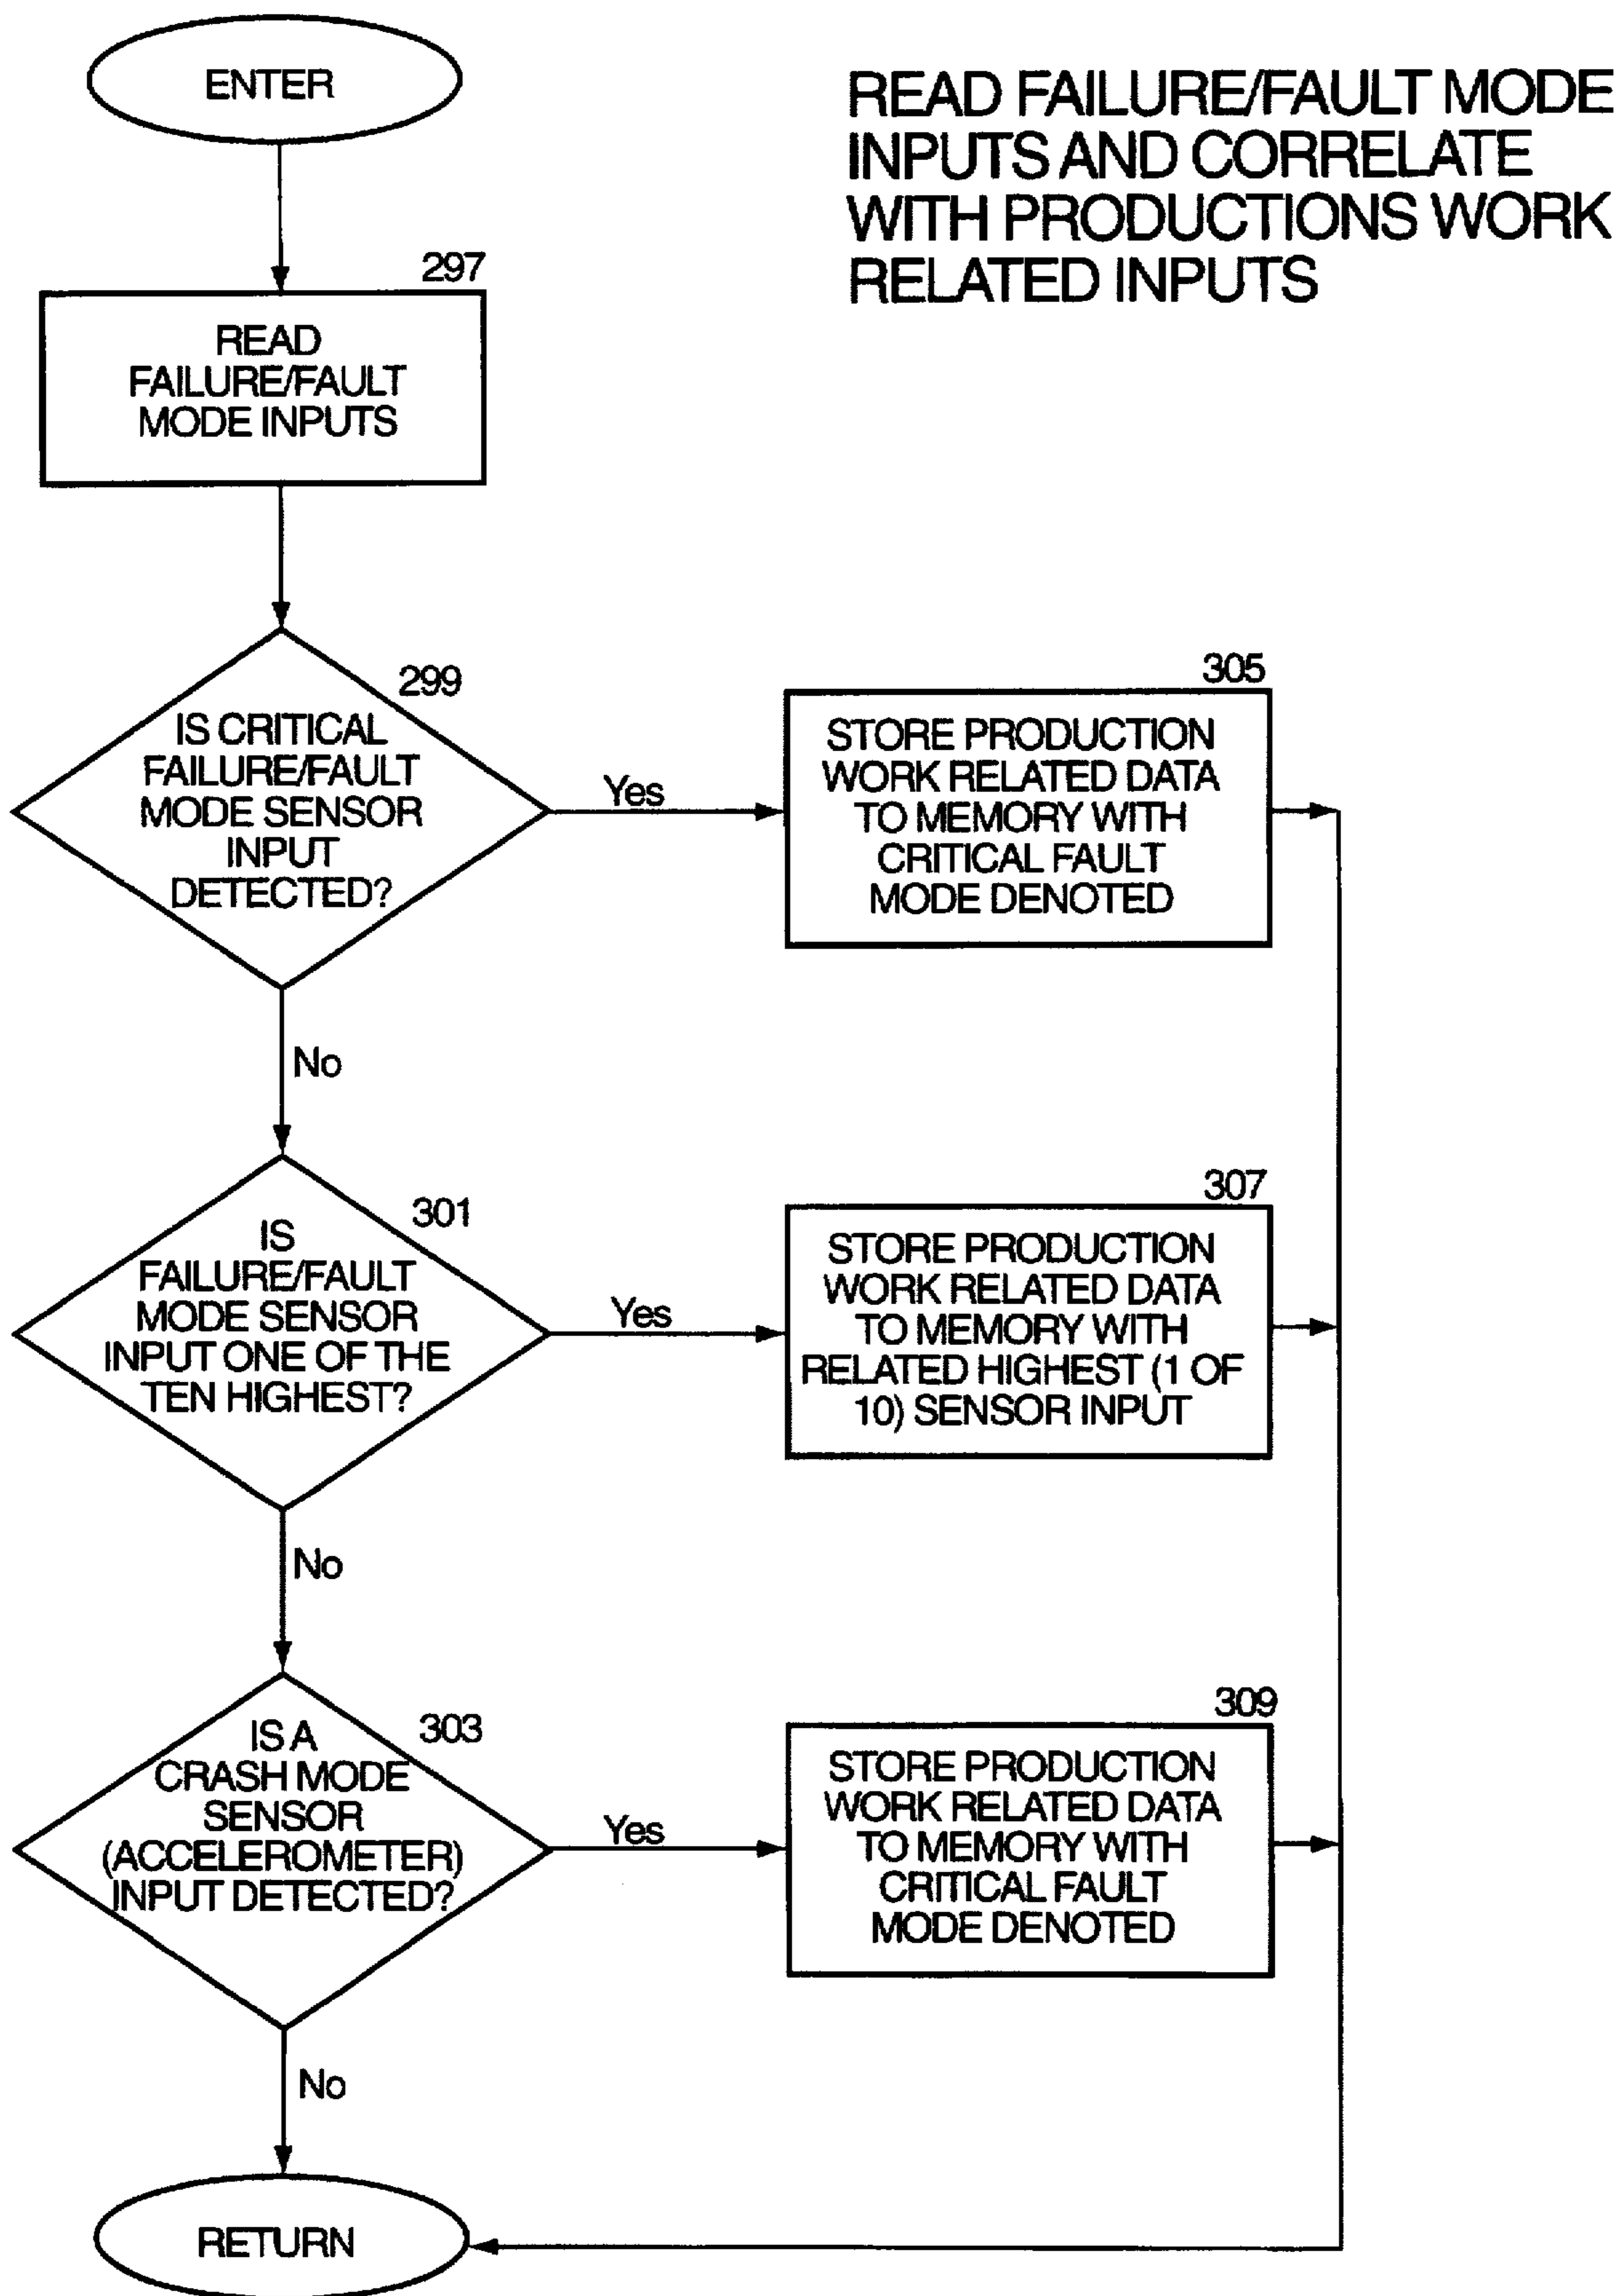 ENTER
READ FAILURE/FAULT MODE
INPUTS AND CORRELATE
WITH PRODUCTIONS WORK
RELATED INPUTS
297
READ
FAILURE/FAULT
MODE INPUTS
299
IS CRITICAL
FAILURE/FAULT
MODE SENSOR
INPUT
DETECTED?
Yes
305
STORE PRODUCTION
WORK RELATED DATA
TO MEMORY WITH
CRITICAL FAULT
MODE DENOTED
No
301
IS
FAILURE/FAULT
MODE SENSOR
INPUT ONE OF THE
TEN HIGHEST?
Yes
307
STORE PRODUCTION
WORK RELATED DATA
TO MEMORY WITH
RELATED HIGHEST (1 OF
10) SENSOR INPUT
No
303
IS A
CRASH MODE
SENSOR
(ACCELEROMETER)
INPUT DETECTED?
Yes
309
STORE PRODUCTION
WORK RELATED DATA
TO MEMORY WITH
CRITICAL FAULT
MODE DENOTED
No
RETURN